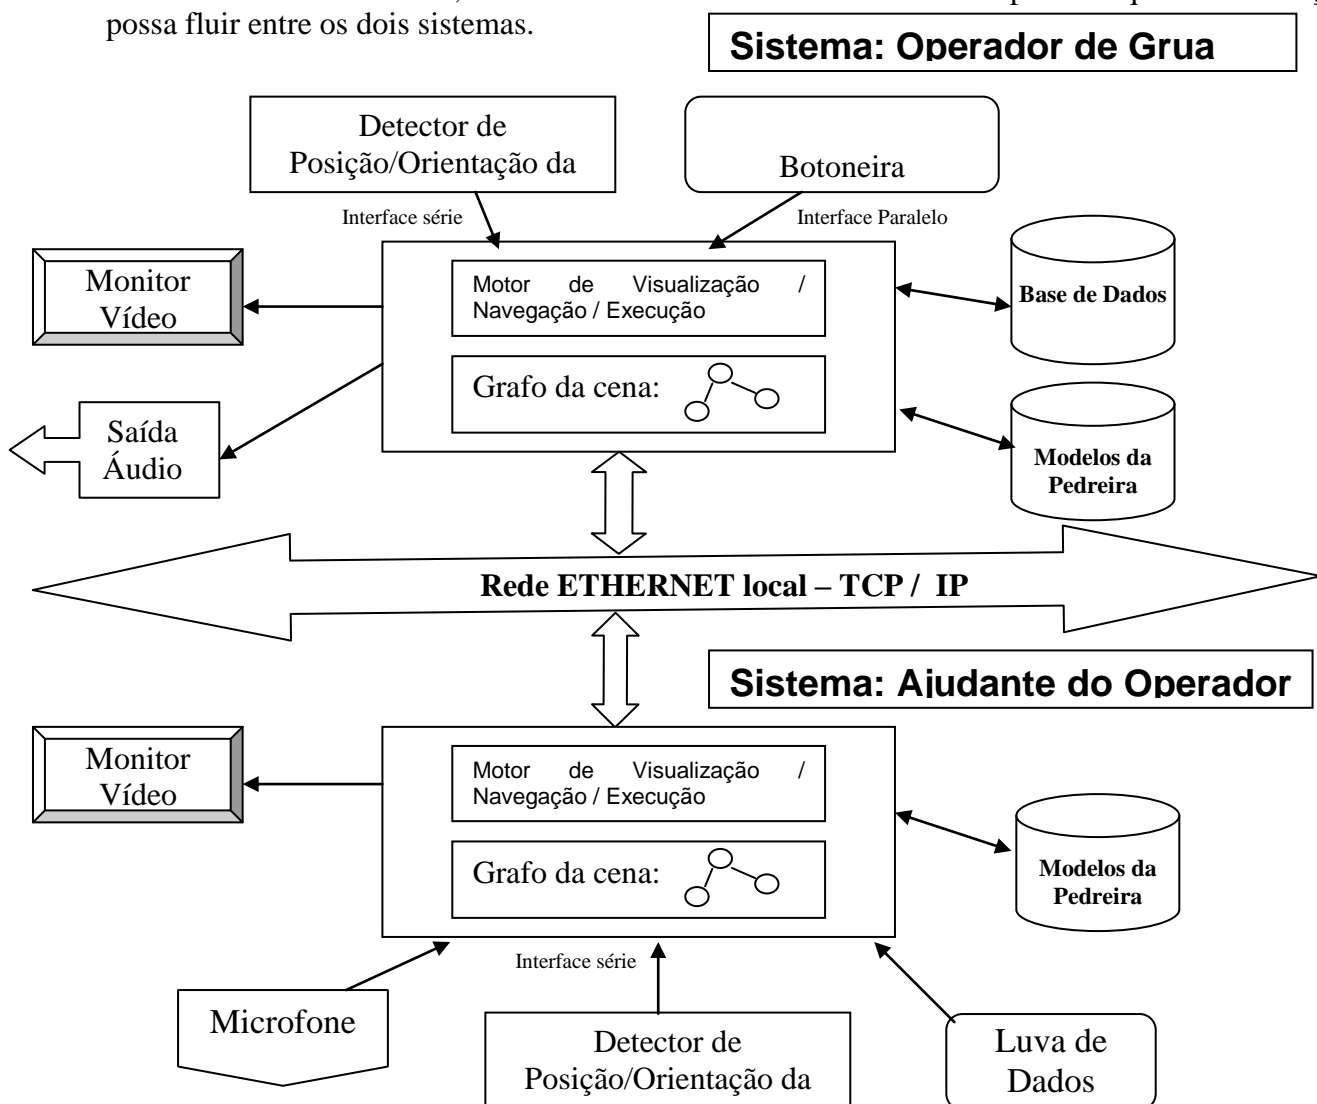 possa fluir entre os dois sistemas.
Sistema: Operador de Grua
Detector de
Posição/Orientação da
Botoneira
Interface série
Interface Paralelo
Monitor
Vídeo
Motor de Visualização /
Navegação / Execução
Base de Dados
Grafo da cena:
Saída
Áudio
Modelos da
Pedreira
Rede ETHERNET local – TCP / IP
Sistema: Ajudante do Operador
Monitor
Vídeo
Motor de Visualização /
Navegação / Execução
Grafo da cena:
Modelos da
Pedreira
Interface série
Microfone
Detector de
Posição/Orientação da
Luva de
Dados